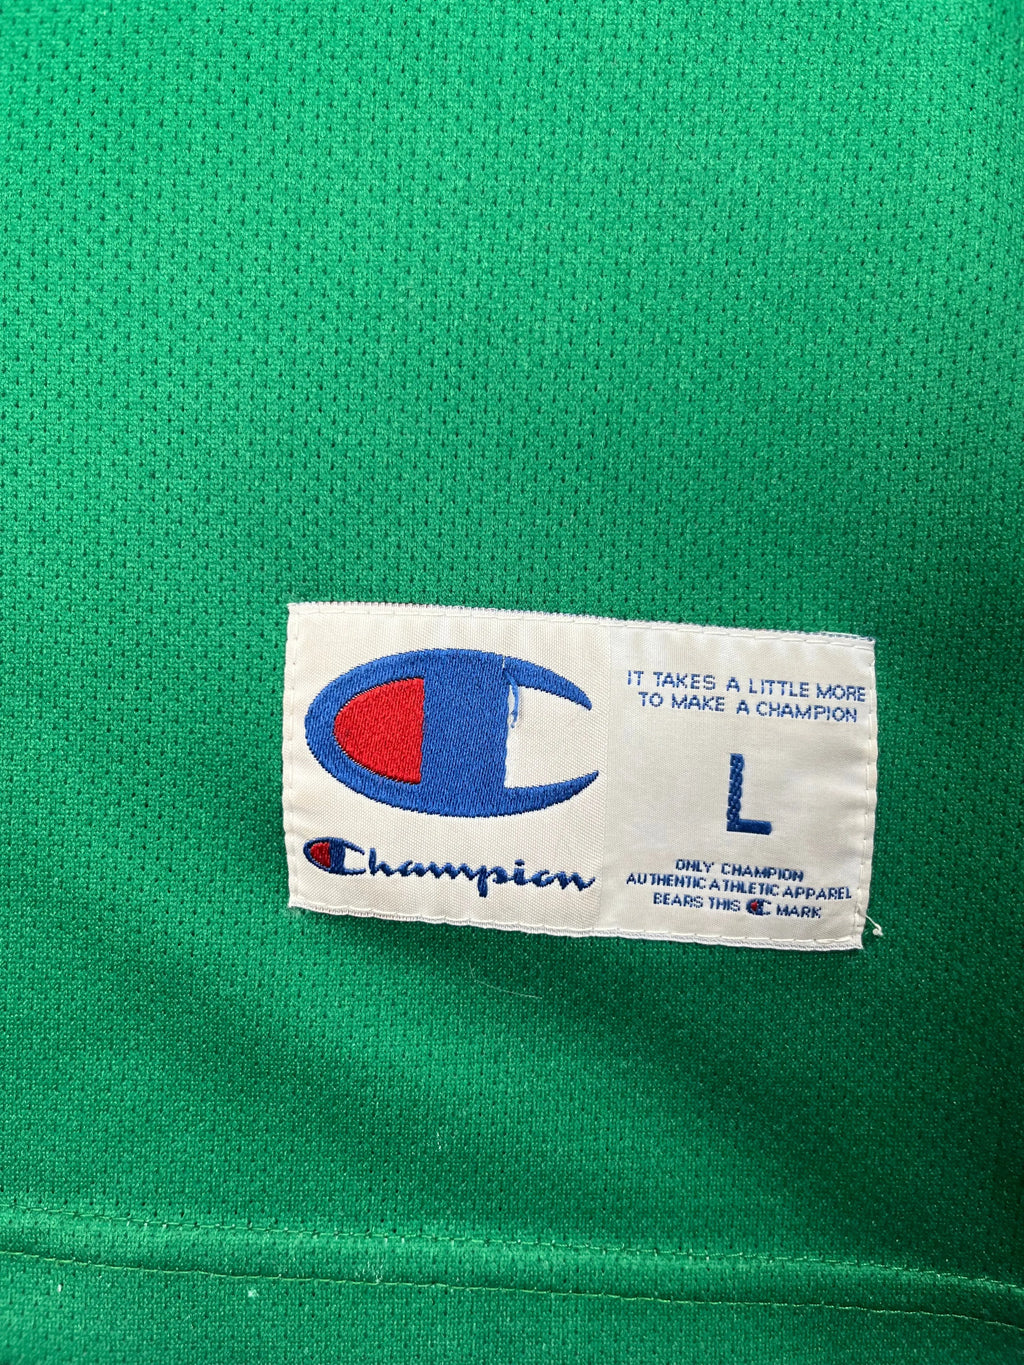 Champion
IT TAKES A LITTLE MORE
TO MAKE A CHAMPION
L
ONLY CHAMPION
AUTHENTIC ATHLETIC APPAREL
BEARS THIS C MARK